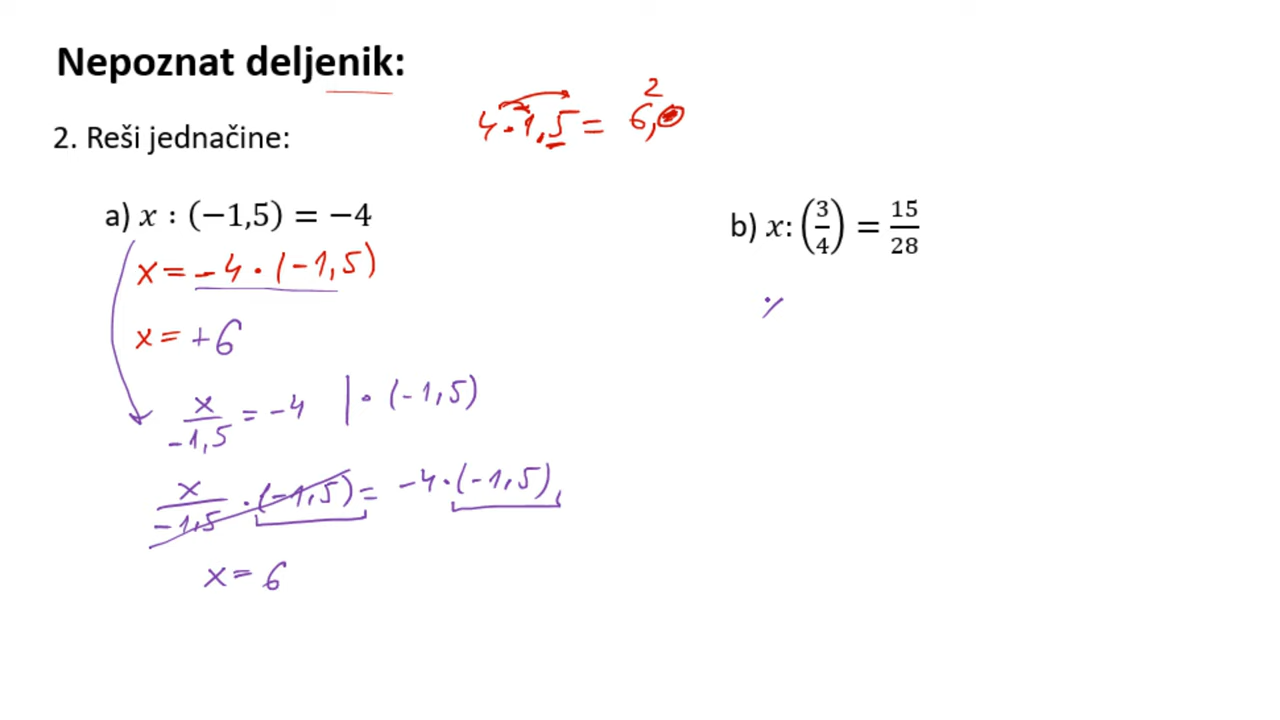 Nepoznat deljenik:
4 · 1,5 = 6,
2
2. Reši jednačine:
a) x : (−1,5) = −4
x = −4 · (−1,5)
x = +6
x/−1,5 = −4 | · (−1,5)
x/−1,5 · (−1,5) = −4 · (−1,5)
x = 6
b) x: (3/4) = 15/28